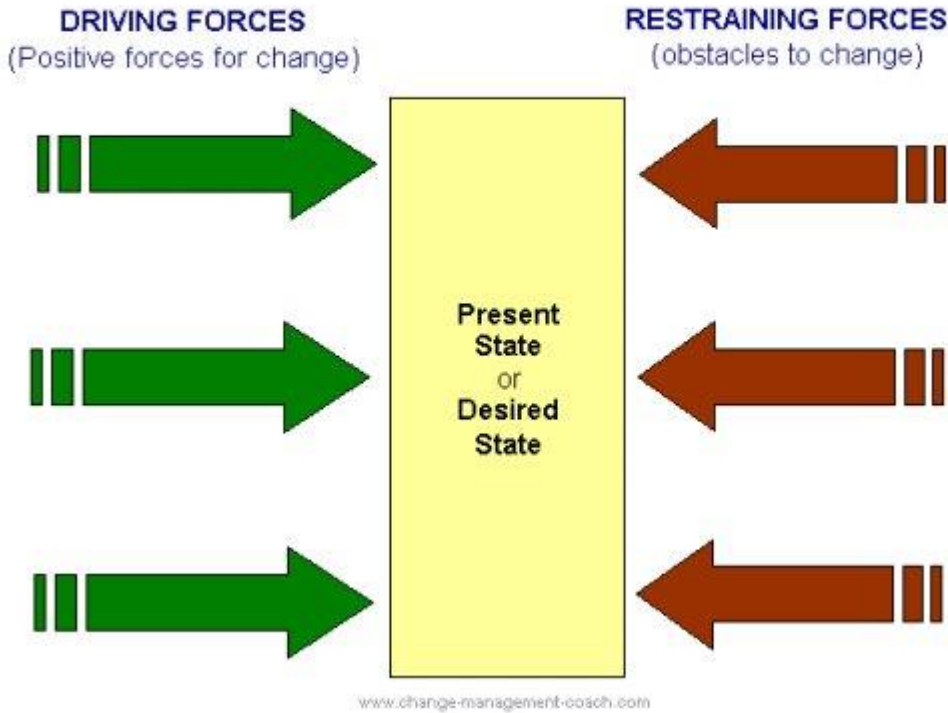 DRIVING FORCES
(Positive forces for change)
RESTRAINING FORCES
(obstacles to change)
Present
State
or
Desired
State
www.change-management-coach.com